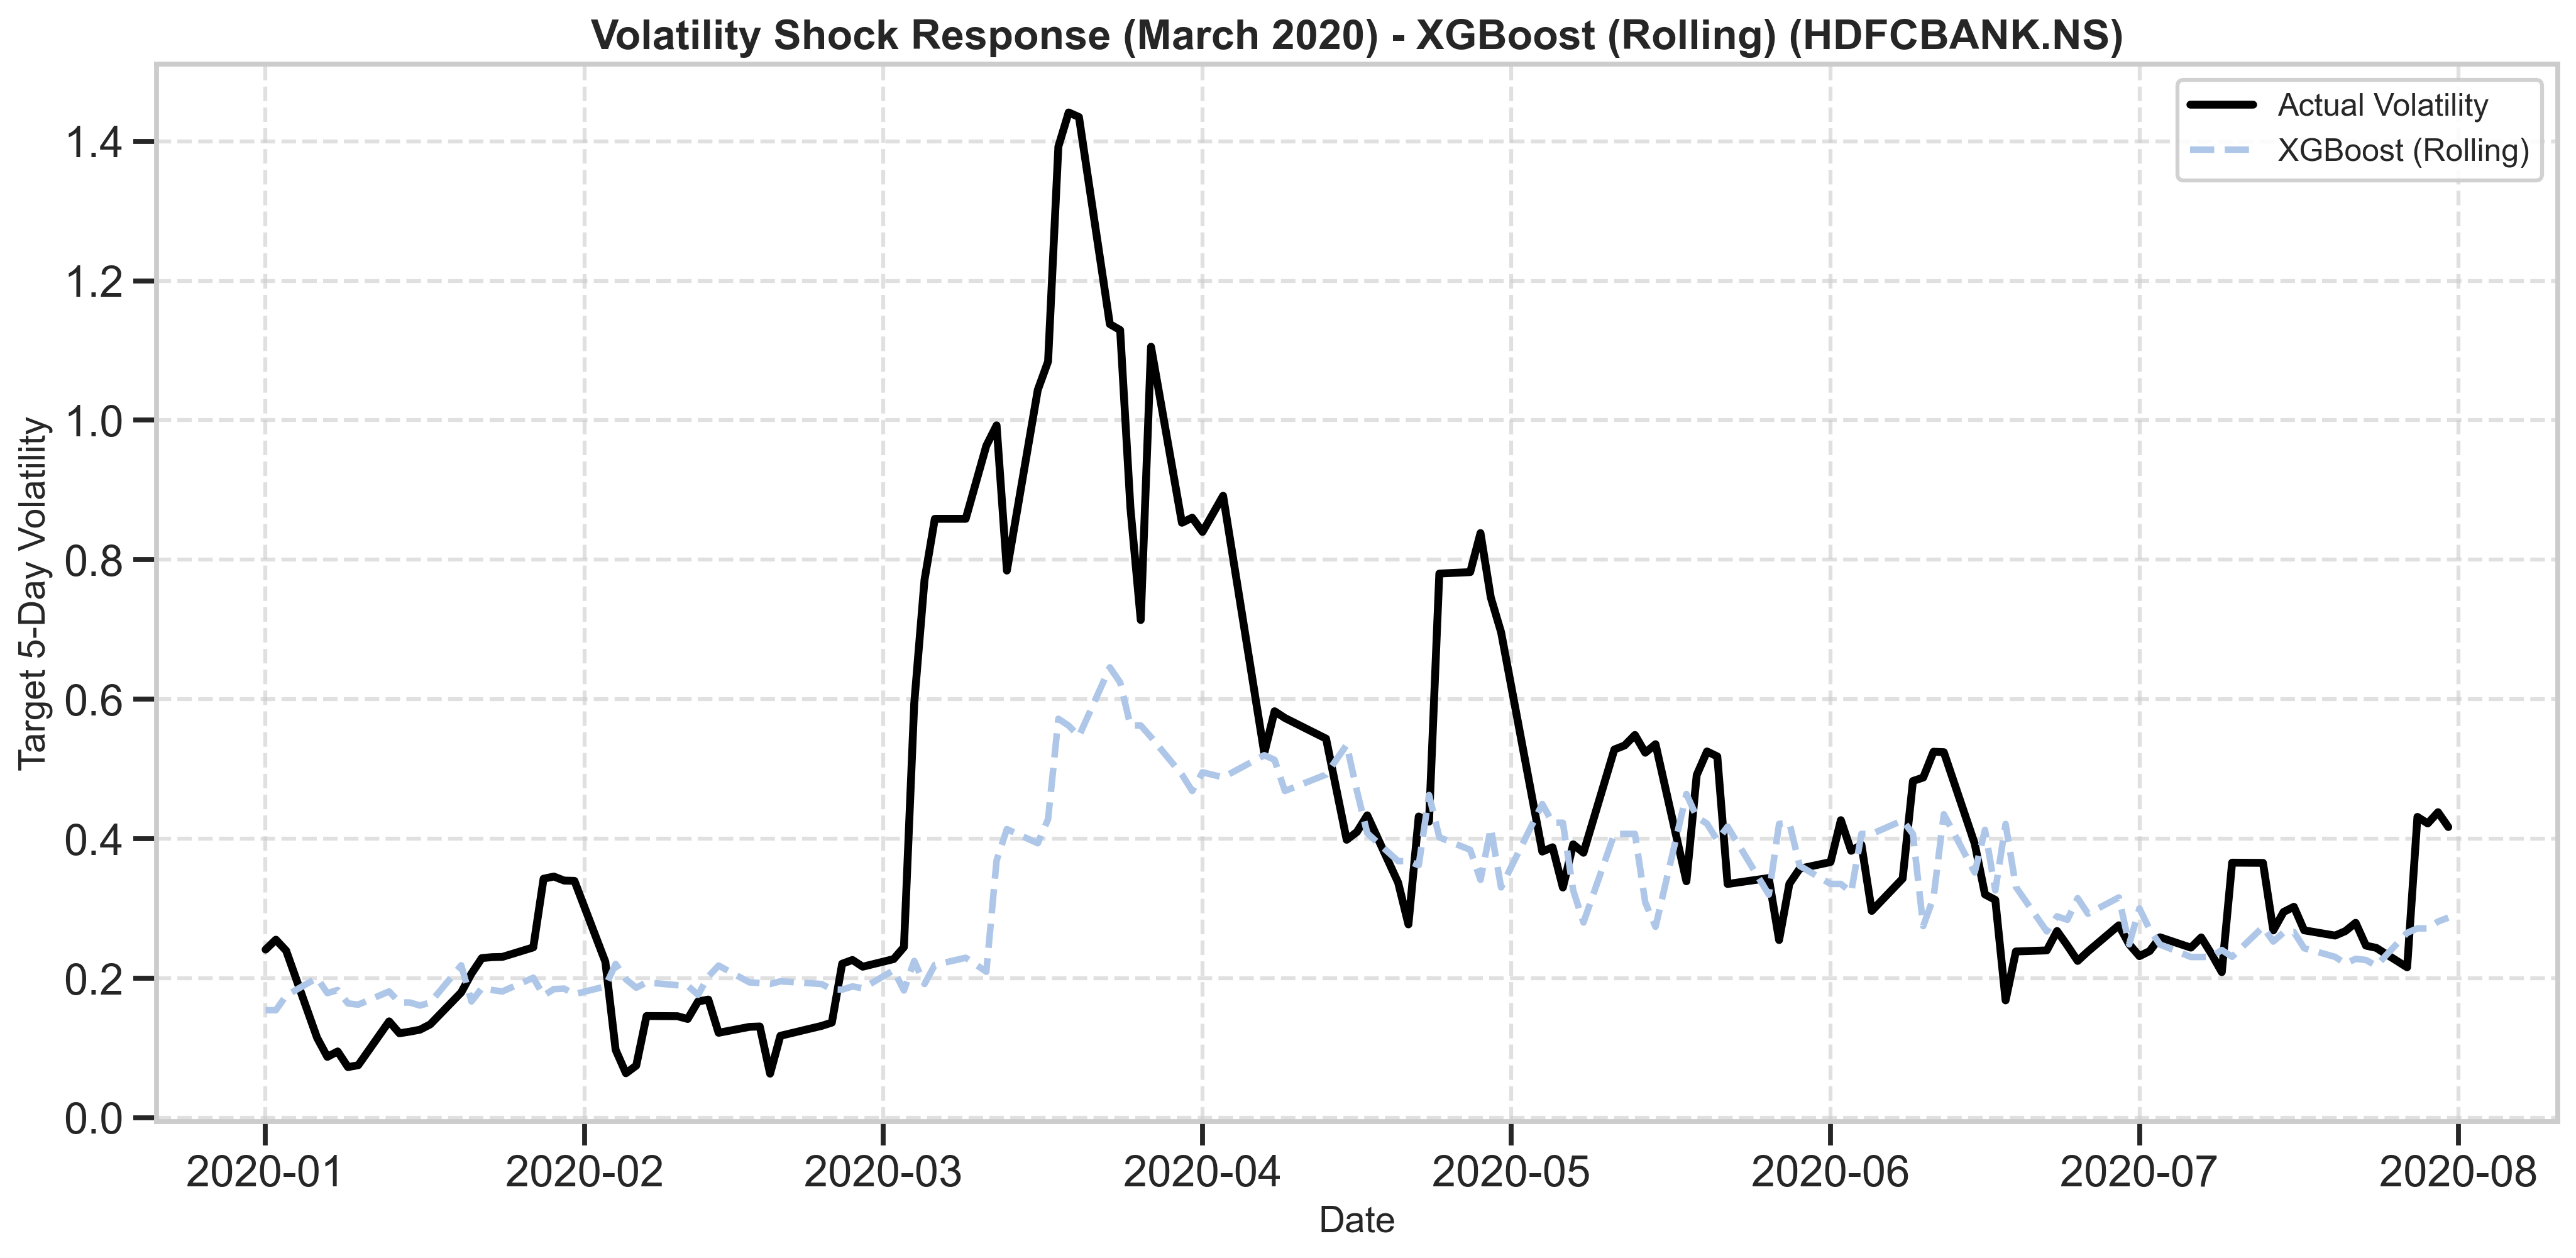 Volatility Shock Response (March 2020) - XGBoost (Rolling) (HDFCBANK.NS)
Actual Volatility
XGBoost (Rolling)
Target 5-Day Volatility
1.4
1.2
1.0
0.8
0.6
0.4
0.2
0.0
2020-01 2020-02 2020-03 2020-04 2020-05 2020-06 2020-07 2020-08
Date